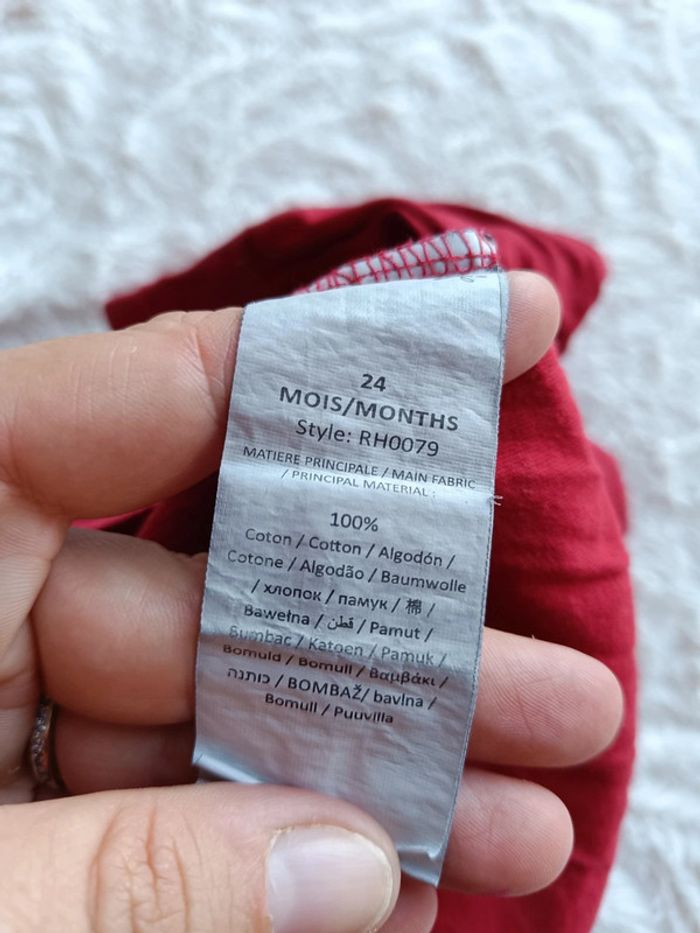 24
MOIS/MONTHS
Style: RH0079
MATIERE PRINCIPALE / MAIN FABRIC
/ PRINCIPAL MATERIAL :
100%
Coton / Cotton / Algodón /
Cotone / Algodão / Baumwolle
/ хлопок / памук / 棉 /
Bawełna / قطن / Pamut /
Bumbac / Katoen / Pamuk /
Bomuld / Bomull / Βαμβάκι /
כותנה / BOMBAŽ/ bavlna /
Bomull / Puuvilla